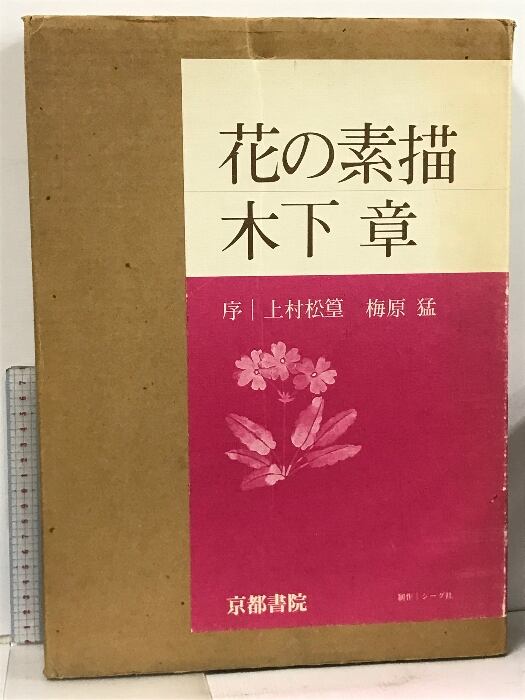 花の素描
木下 章
序｜上村松篁 梅原 猛
京都書院
制作｜シーグ社